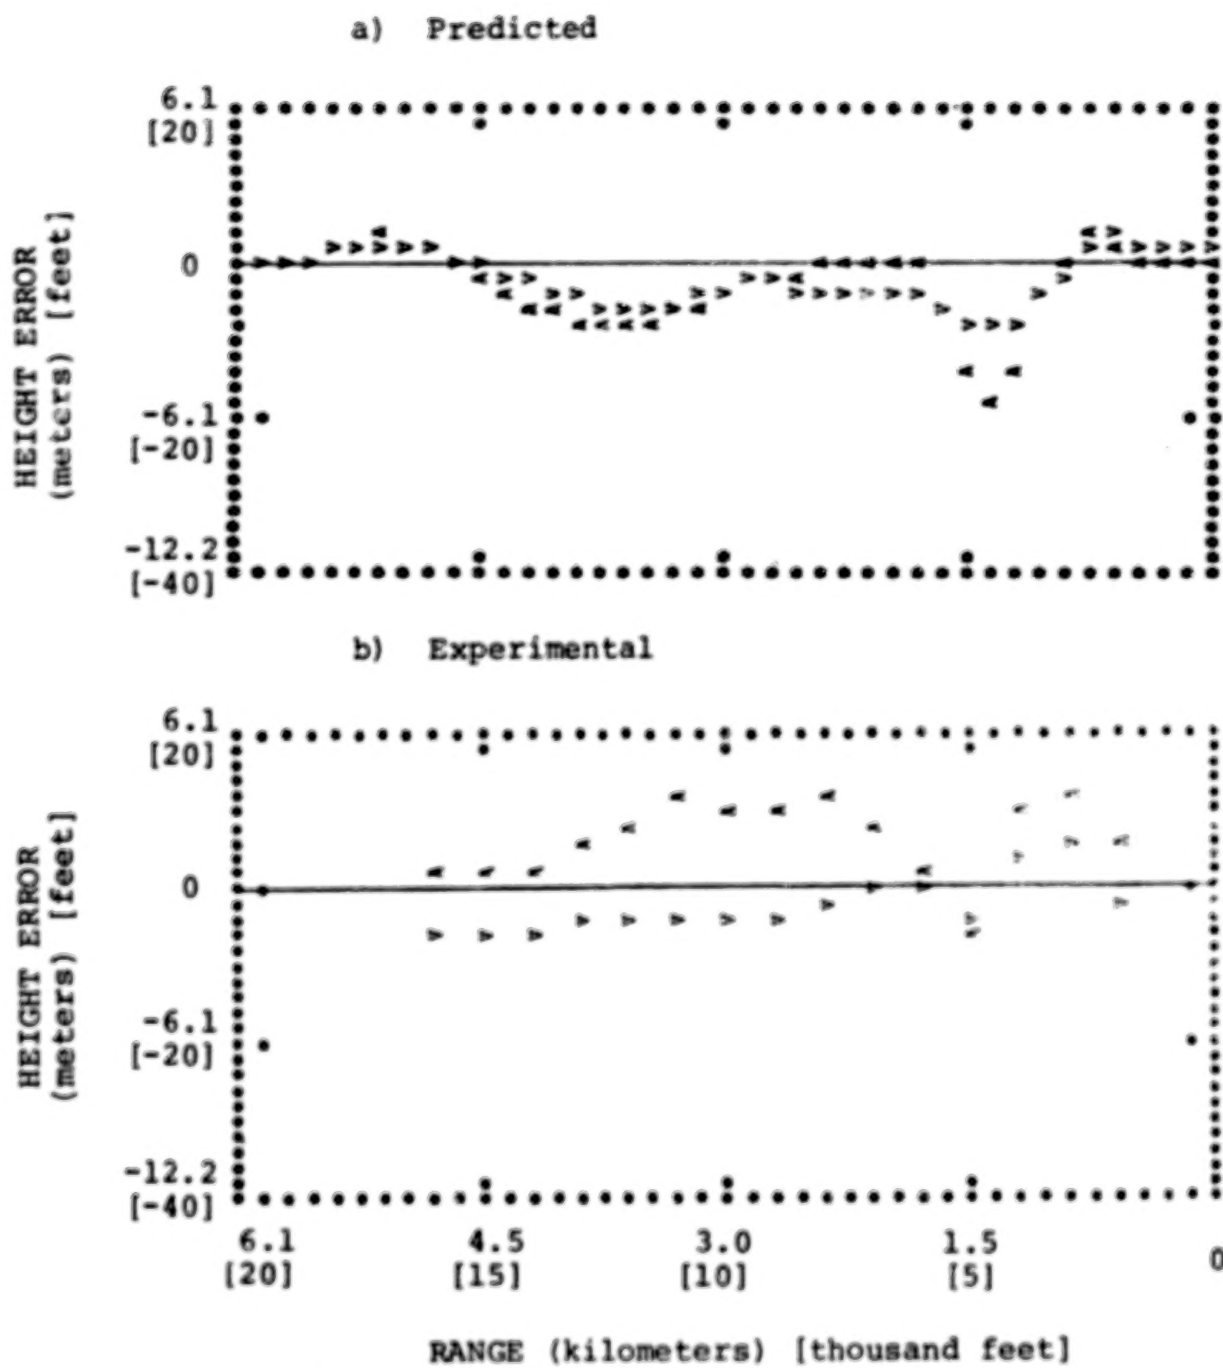 a) Predicted
6.1
[20]
0
-6.1
[-20]
-12.2
[-40]
HEIGHT ERROR
(meters) [feet]
b) Experimental
6.1
[20]
0
-6.1
[-20]
-12.2
[-40]
HEIGHT ERROR
(meters) [feet]
6.1 4.5 3.0 1.5 0
[20] [15] [10] [5]
RANGE (kilometers) [thousand feet]